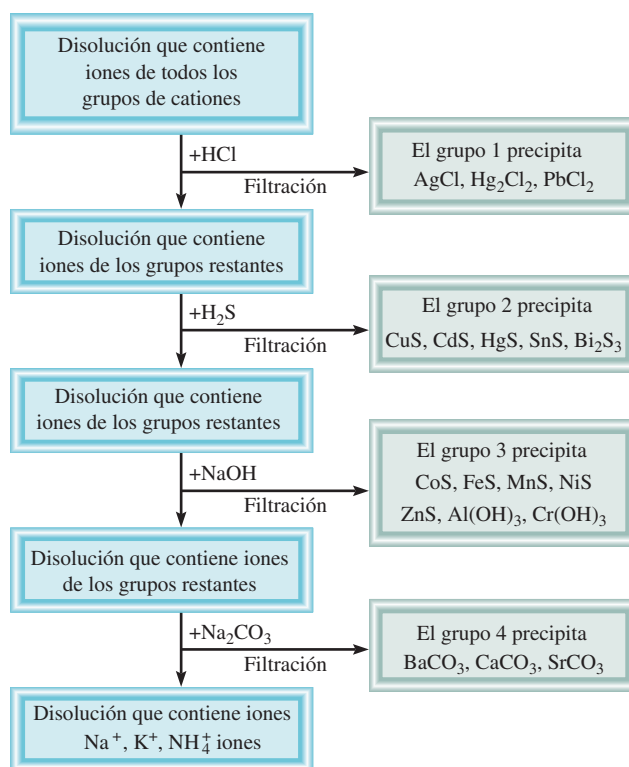 Disolución que contiene
iones de todos los
grupos de cationes
+HCl
Filtración
El grupo 1 precipita
AgCl, Hg₂Cl₂, PbCl₂
Disolución que contiene
iones de los grupos restantes
+H₂S
Filtración
El grupo 2 precipita
CuS, CdS, HgS, SnS, Bi₂S₃
Disolución que contiene
iones de los grupos restantes
+NaOH
Filtración
El grupo 3 precipita
CoS, FeS, MnS, NiS
ZnS, Al(OH)₃, Cr(OH)₃
Disolución que contiene iones
de los grupos restantes
+Na₂CO₃
Filtración
El grupo 4 precipita
BaCO₃, CaCO₃, SrCO₃
Disolución que contiene iones
Na⁺, K⁺, NH₄⁺ iones